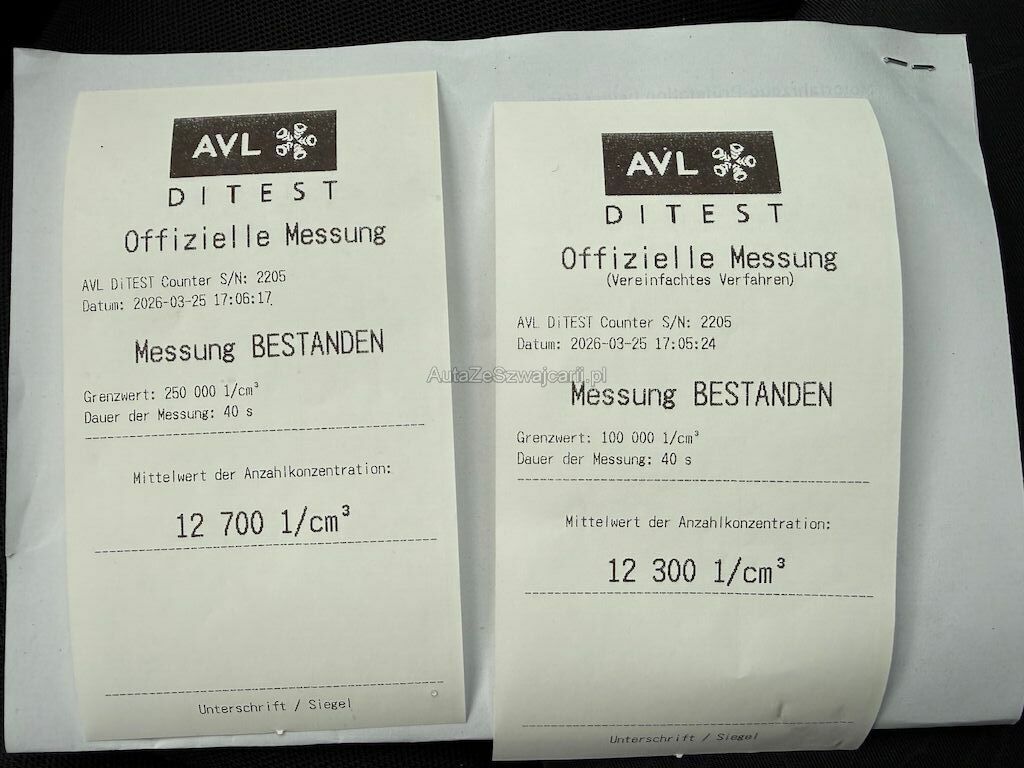 AVL
DITEST
Offizielle Messung
AVL DiTEST Counter S/N: 2205
Datum: 2026-03-25 17:06:17
Messung BESTANDEN
Grenzwert: 250 000 1/cm³
Dauer der Messung: 40 s
Mittelwert der Anzahlkonzentration:
12 700 1/cm³
Unterschrift / Siegel
AVL
DITEST
Offizielle Messung
(Vereinfachtes Verfahren)
AVL DiTEST Counter S/N: 2205
Datum: 2026-03-25 17:05:24
Messung BESTANDEN
Grenzwert: 100 000 1/cm³
Dauer der Messung: 40 s
Mittelwert der Anzahlkonzentration:
12 300 1/cm³
Unterschrift / Siegel
AutaZeSzwajcarii.pl